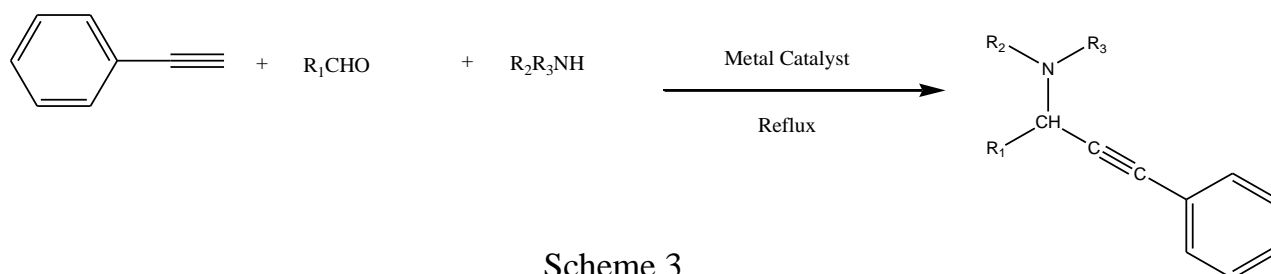 + R₁CHO + R₂R₃NH
Metal Catalyst
Reflux
R₂ R₃
N
CH
R₁ C
C
Scheme 3